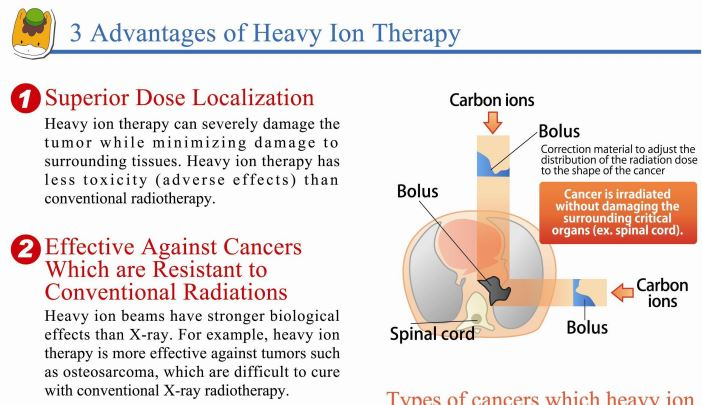 3 Advantages of Heavy Ion Therapy
1 Superior Dose Localization
Heavy ion therapy can severely damage the
tumor while minimizing damage to
surrounding tissues. Heavy ion therapy has
less toxicity (adverse effects) than
conventional radiotherapy.
2 Effective Against Cancers
Which are Resistant to
Conventional Radiations
Heavy ion beams have stronger biological
effects than X-ray. For example, heavy ion
therapy is more effective against tumors such
as osteosarcoma, which are difficult to cure
with conventional X-ray radiotherapy.
Carbon ions
Bolus
Correction material to adjust the
distribution of the radiation dose
to the shape of the cancer
Bolus
Cancer is irradiated
without damaging the
surrounding critical
organs (ex. spinal cord).
Carbon
ions
Bolus
Spinal cord
Types of cancers which heavy ion